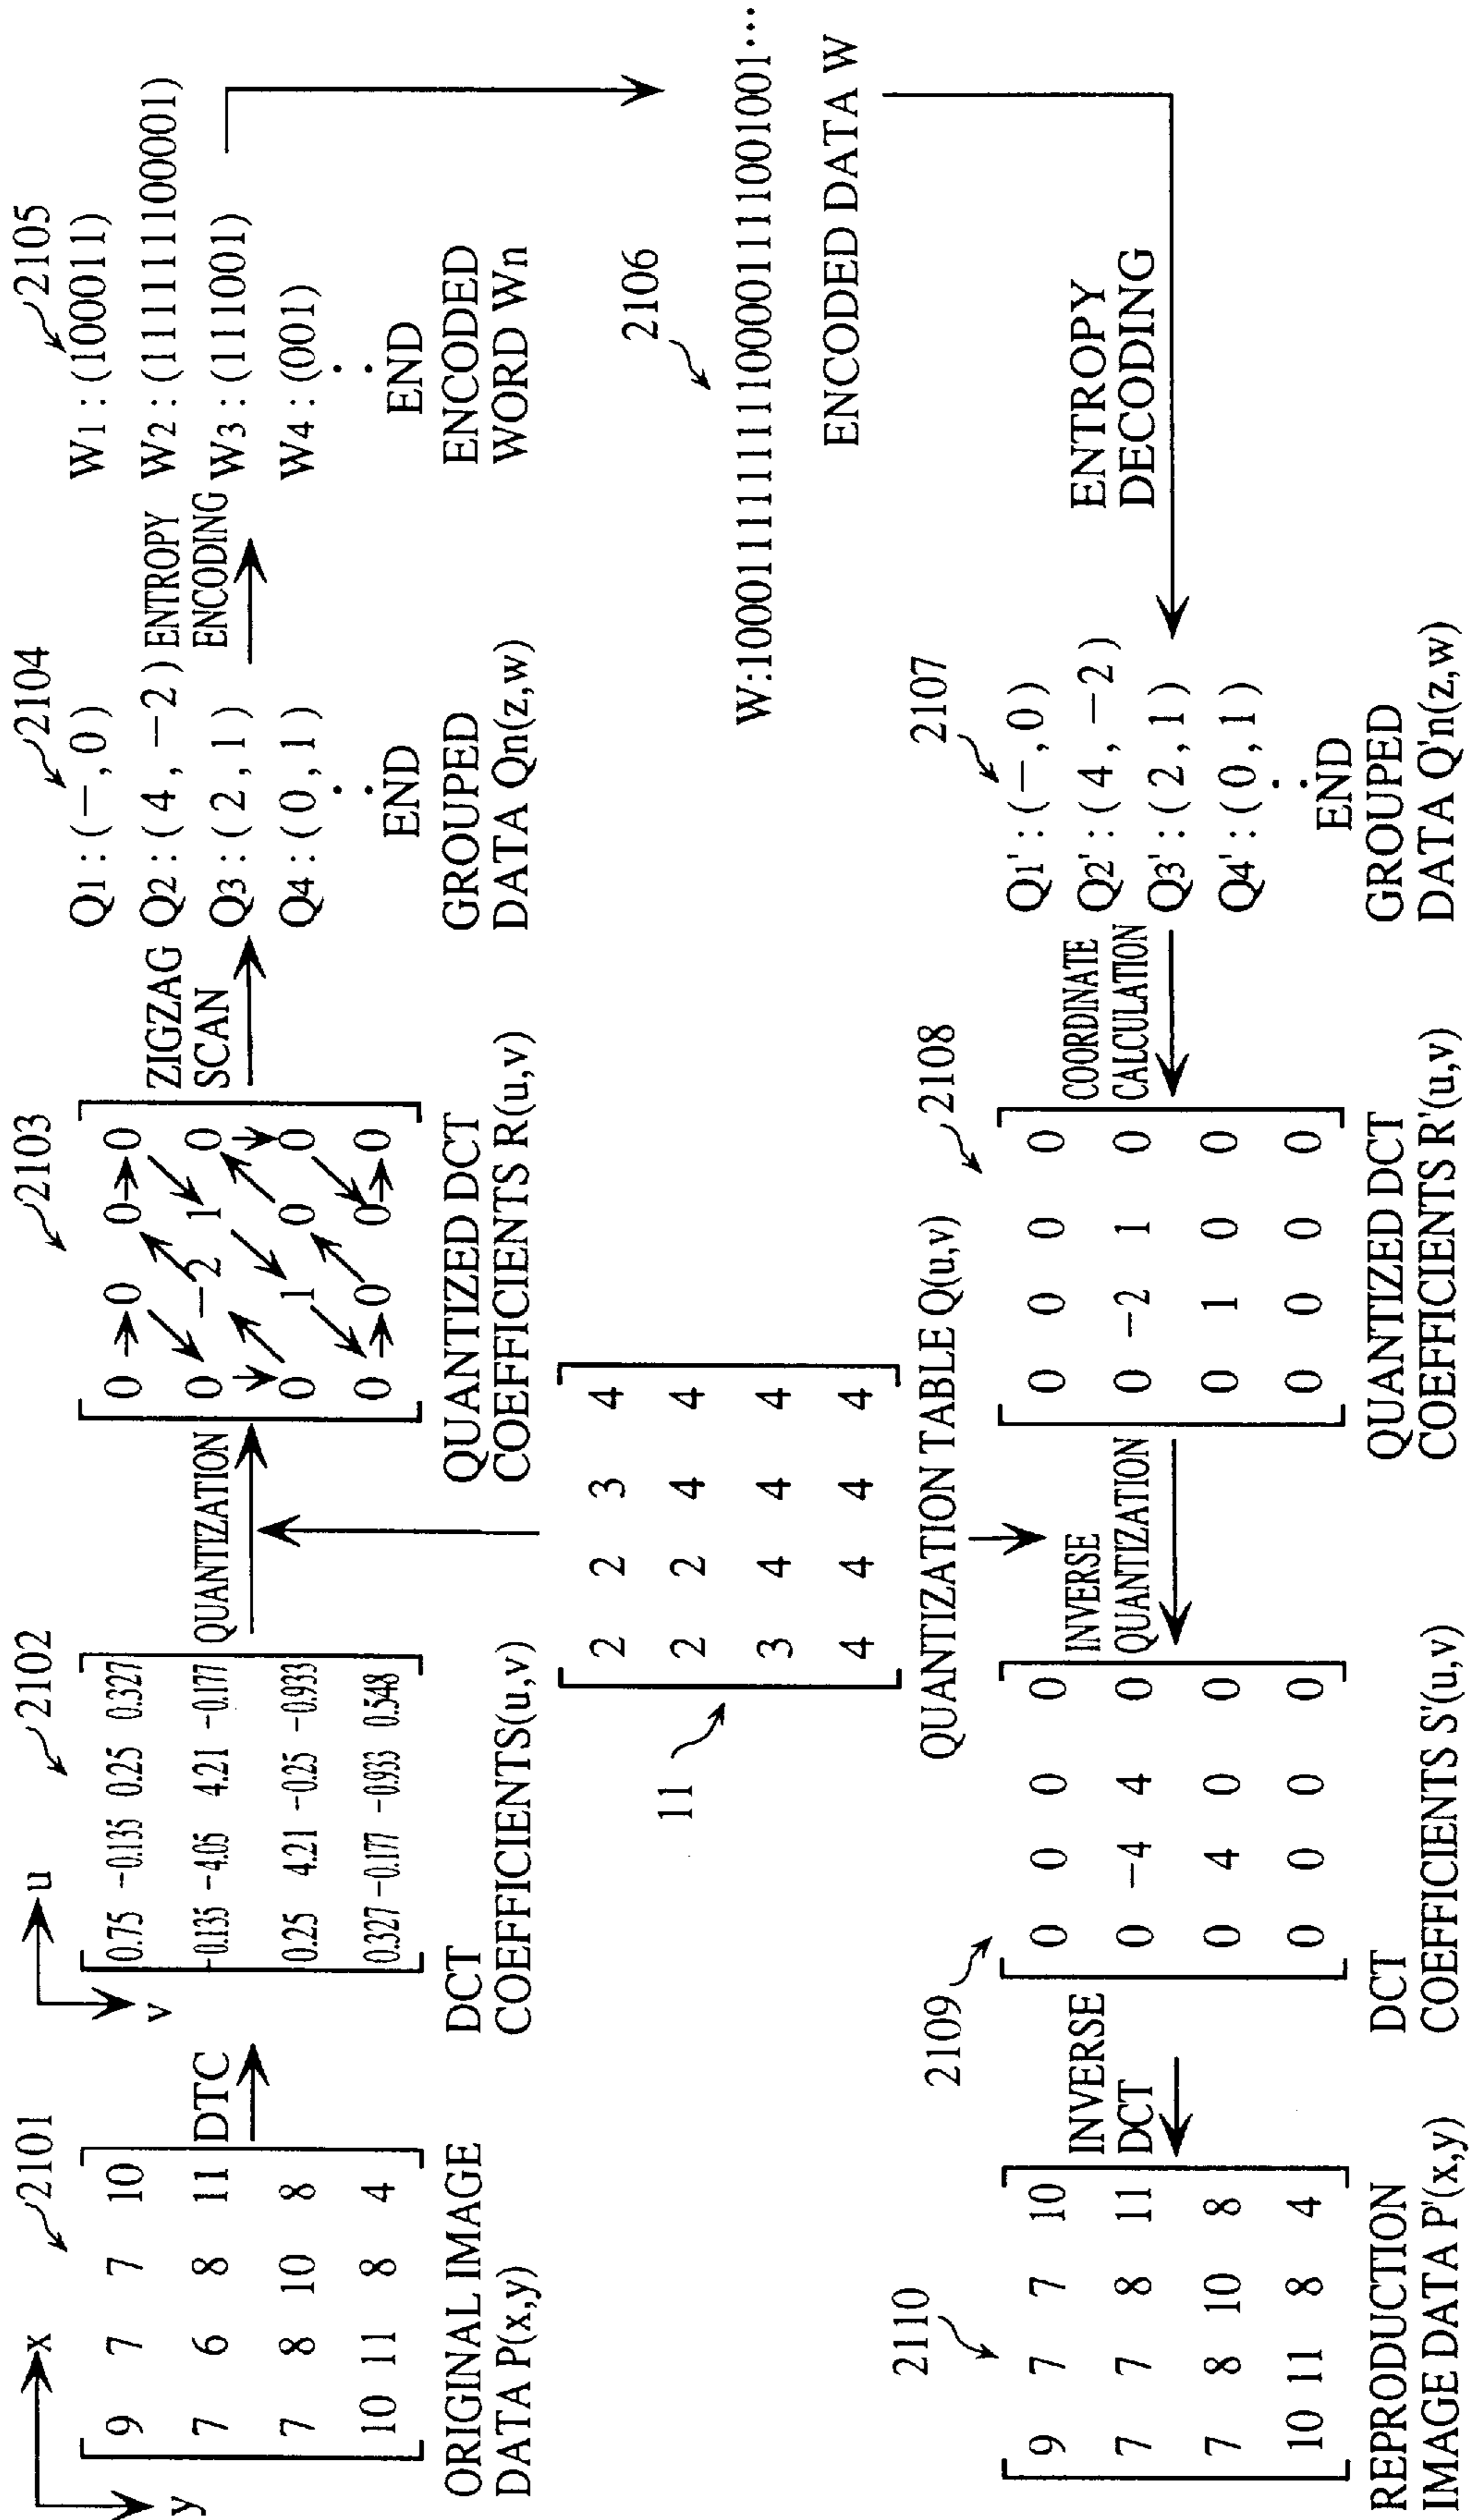 x
y
2101
9 7 7 10
7 6 8 11
7 8 10 8
10 11 8 4
ORIGINAL IMAGE
DATA P(x,y)
DTC
u
v
2102
0.75 −0.135 0.25 0.327
−0.135 −4.05 4.21 −0.177
0.25 4.21 −0.25 −0.933
0.327 −0.177 −0.933 0.548
DCT
COEFFICIENTS(u,v)
QUANTIZATION
2103
0 0 0 0
0 −2 1 0
0 1 0 0
0 0 0 0
QUANTIZED DCT
COEFFICIENTS R(u,v)
ZIGZAG
SCAN
2104
Q1 : (−, 0)
Q2 : (4, −2)
Q3 : (2, 1)
Q4 : (0, 1)
END
GROUPED
DATA Qn(z,w)
ENTROPY
ENCODING
2105
W1 : (100011)
W2 : (1111111100001)
W3 : (111001)
W4 : (001)
END
ENCODED
WORD Wn
11
2 2 3 4
2 2 4 4
3 4 4 4
4 4 4 4
QUANTIZATION TABLE Q(u,v)
2106
ENCODED DATA W
ENTROPY
DECODING
2110
9 7 7 10
7 7 8 11
7 8 10 8
10 11 8 4
REPRODUCTION
IMAGE DATA P'(x,y)
INVERSE
DCT
2109
0 0 0 0
0 −4 4 0
0 4 0 0
0 0 0 0
DCT
COEFFICIENTS S'(u,v)
INVERSE
QUANTIZATION
2108
0 0 0 0
0 −2 1 0
0 1 0 0
0 0 0 0
QUANTIZED DCT
COEFFICIENTS R'(u,v)
COORDINATE
CALCULATION
2107
Q1' : (−, 0)
Q2' : (4, −2)
Q3' : (2, 1)
Q4' : (0, 1)
END
GROUPED
DATA Q'n(z,w)